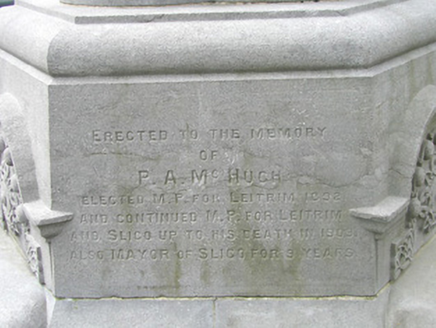 ERECTED TO THE MEMORY
OF
P. A. McHUGH
ELECTED M.P. FOR LEITRIM 1892
AND CONTINUED M.P. FOR LEITRIM
AND SLIGO UP TO HIS DEATH IN 1909.
ALSO MAYOR OF SLIGO FOR 3 YEARS.